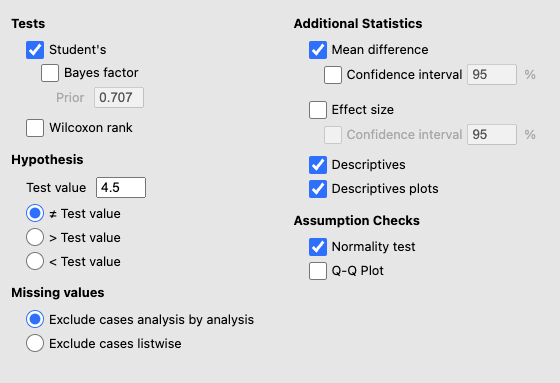 Tests
Student's
Bayes factor
Prior 0.707
Wilcoxon rank
Hypothesis
Test value 4.5
≠ Test value
> Test value
< Test value
Missing values
Exclude cases analysis by analysis
Exclude cases listwise
Additional Statistics
Mean difference
Confidence interval 95 %
Effect size
Confidence interval 95 %
Descriptives
Descriptives plots
Assumption Checks
Normality test
Q-Q Plot